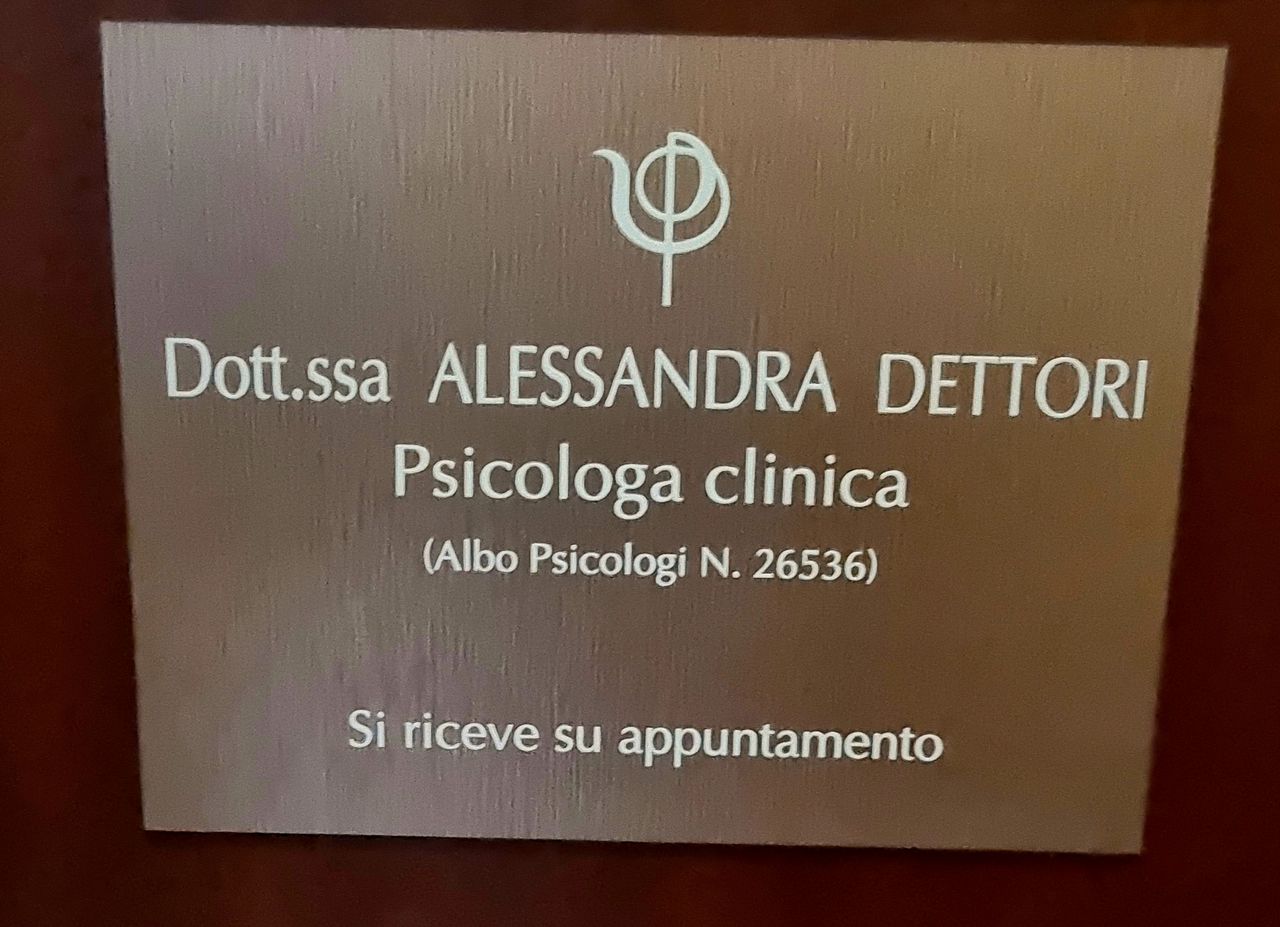 Dott.ssa ALESSANDRA DETTORI
Psicologa clinica
(Albo Psicologi N. 26536)
Si riceve su appuntamento